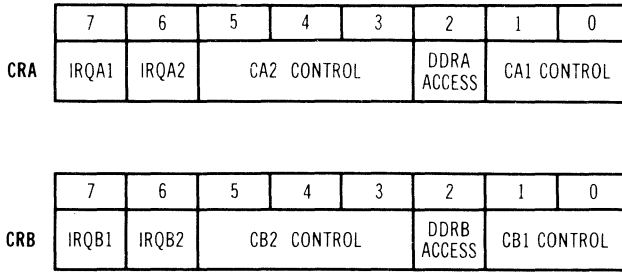 7 6 5 4 3 2 1 0
CRA IRQA1 IRQA2 CA2 CONTROL DDRA ACCESS CA1 CONTROL
7 6 5 4 3 2 1 0
CRB IRQB1 IRQB2 CB2 CONTROL DDRB ACCESS CB1 CONTROL